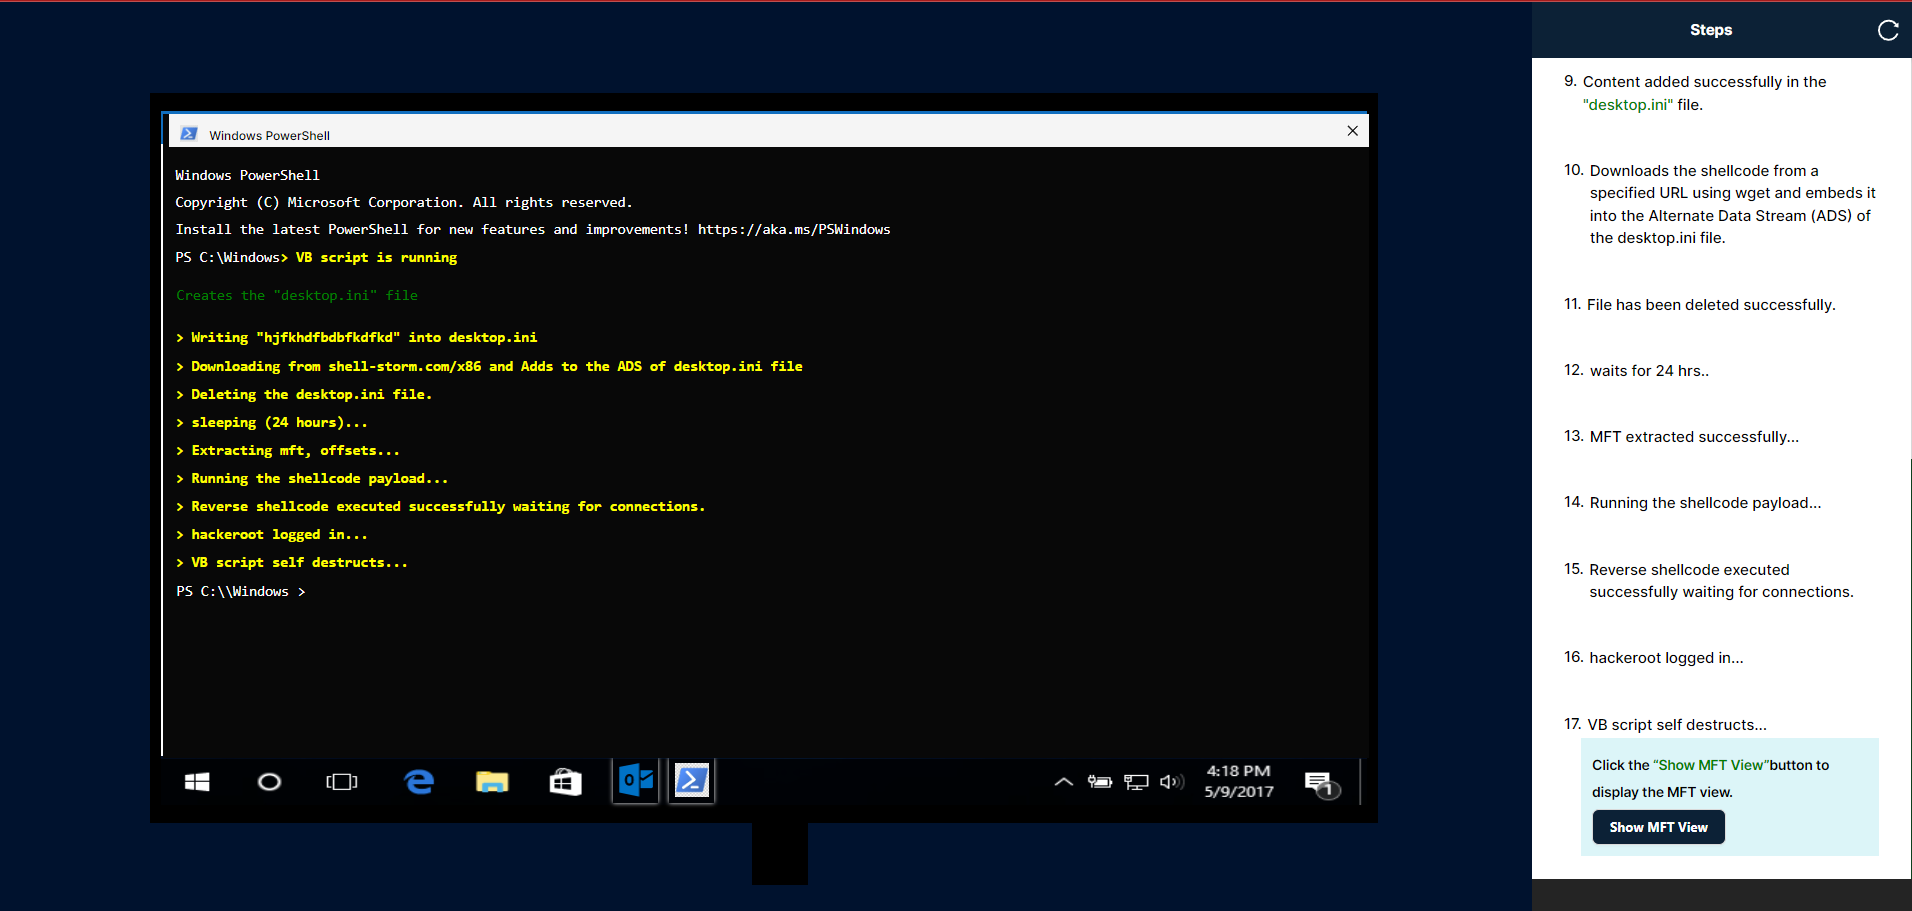 Steps
Windows PowerShell
Windows PowerShell
Copyright (C) Microsoft Corporation. All rights reserved.
Install the latest PowerShell for new features and improvements! https://aka.ms/PSWindows
PS C:\Windows> VB script is running
Creates the "desktop.ini" file
> Writing "hjfkhdfbdbfkdfkd" into desktop.ini
> Downloading from shell-storm.com/x86 and Adds to the ADS of desktop.ini file
> Deleting the desktop.ini file.
> sleeping (24 hours)...
> Extracting mft, offsets...
> Running the shellcode payload...
> Reverse shellcode executed successfully waiting for connections.
> hackeroot logged in...
> VB script self destructs...
PS C:\\Windows >
4:18 PM
5/9/2017
1
9. Content added successfully in the
"desktop.ini" file.
10. Downloads the shellcode from a
specified URL using wget and embeds it
into the Alternate Data Stream (ADS) of
the desktop.ini file.
11. File has been deleted successfully.
12. waits for 24 hrs..
13. MFT extracted successfully...
14. Running the shellcode payload...
15. Reverse shellcode executed
successfully waiting for connections.
16. hackeroot logged in...
17. VB script self destructs...
Click the “Show MFT View”button to
display the MFT view.
Show MFT View